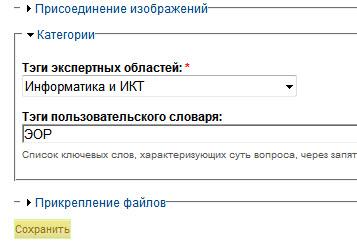 Присоединение изображений
Категории
Тэги экспертных областей: *
Информатика и ИКТ
Тэги пользовательского словаря:
ЭОР
Список ключевых слов, характеризующих суть вопроса, через
Прикрепление файлов
Сохранить